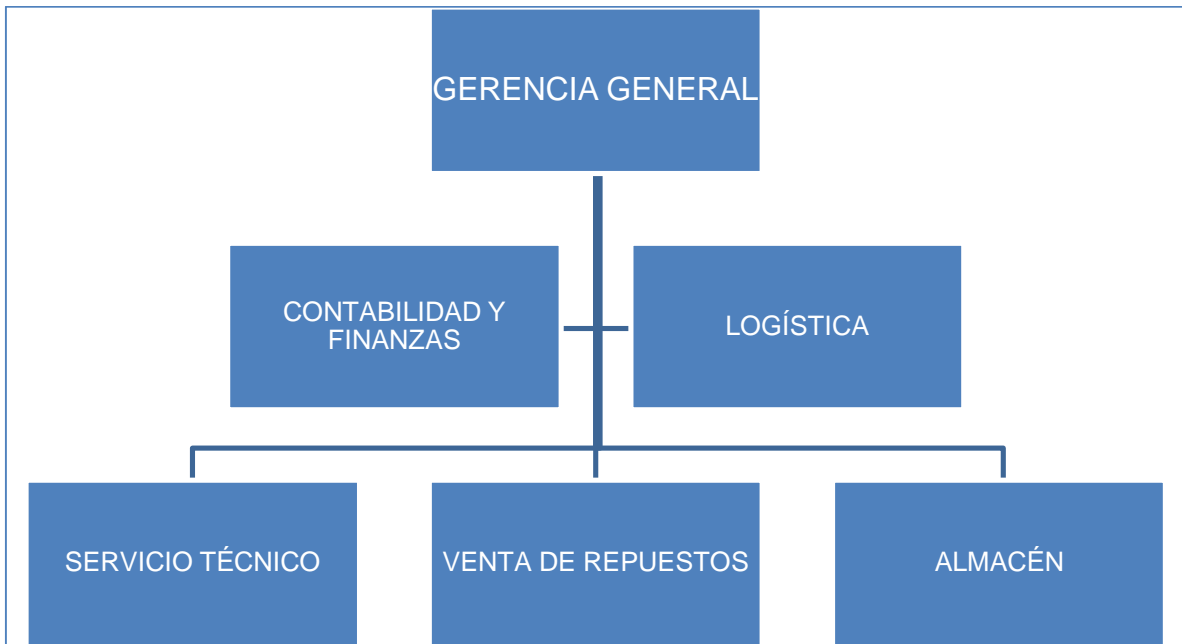 GERENCIA GENERAL
CONTABILIDAD Y
FINANZAS
LOGÍSTICA
SERVICIO TÉCNICO
VENTA DE REPUESTOS
ALMACÉN